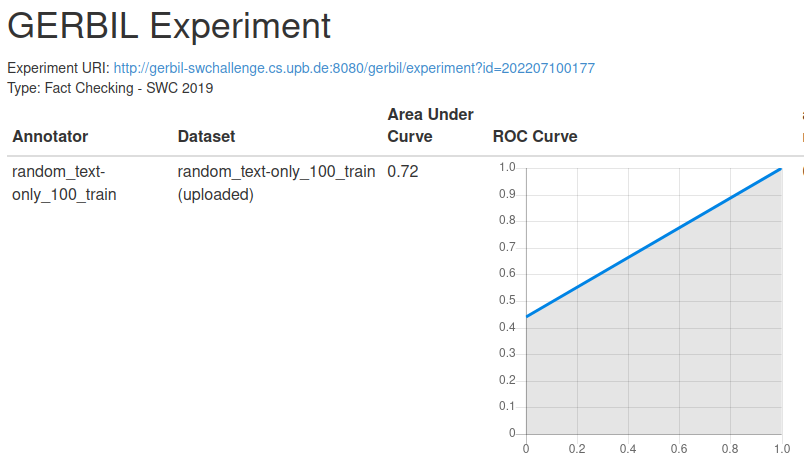 GERBIL Experiment
Experiment URI: http://gerbil-swchallenge.cs.upb.de:8080/gerbil/experiment?id=202207100177
Type: Fact Checking - SWC 2019
Annotator Dataset Area Under Curve ROC Curve
random_text-only_100_train random_text-only_100_train (uploaded) 0.72
1.0
0.9
0.8
0.7
0.6
0.5
0.4
0.3
0.2
0.1
0
0 0.2 0.4 0.6 0.8 1.0